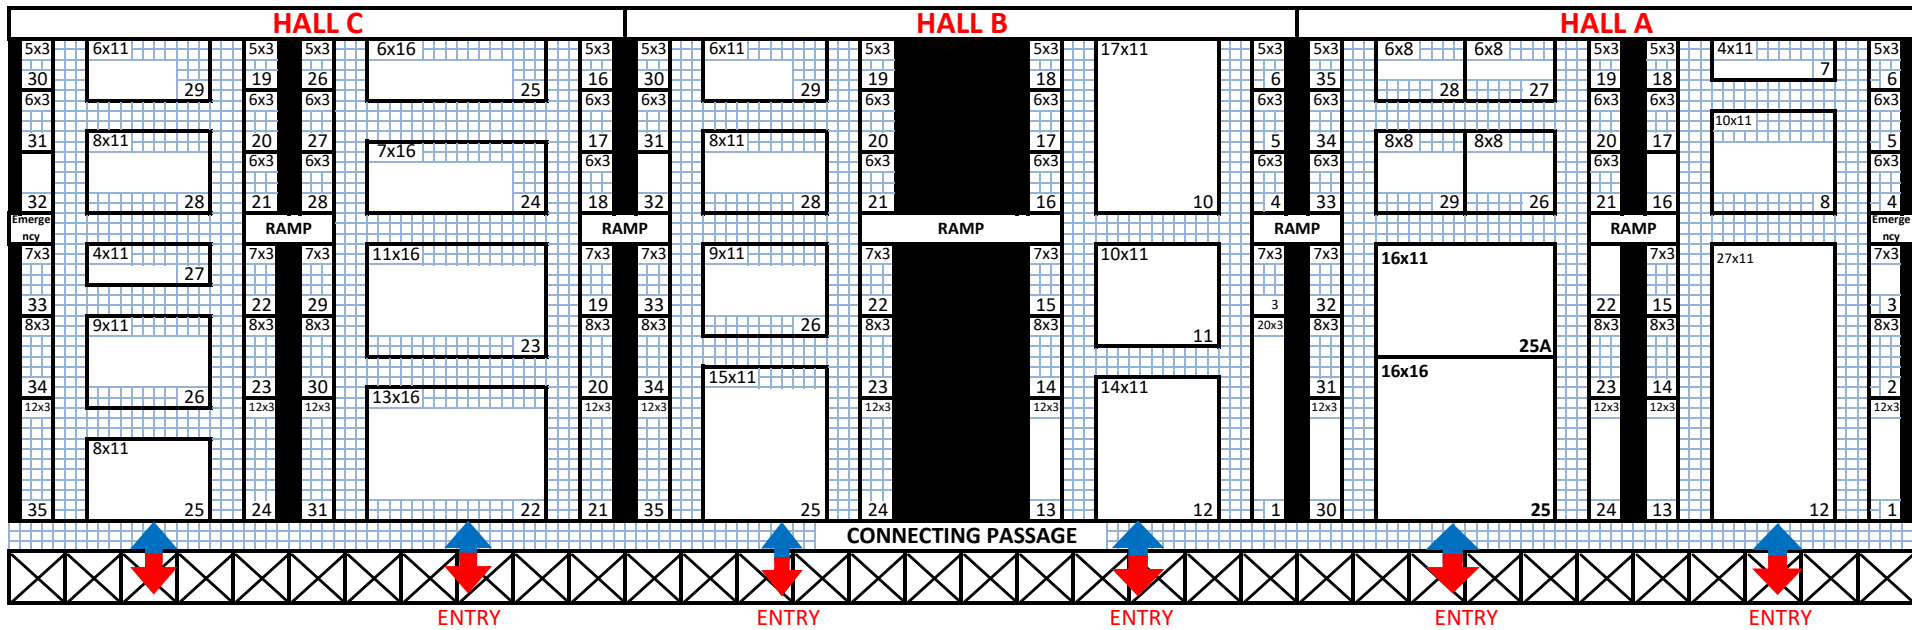 HALL C HALL B HALL A
5x3 6x11 5x3 5x3 6x16 5x3 5x3 6x11 5x3 5x3 17x11 5x3 5x3 6x8 6x8 5x3 5x3 4x11 5x3
7
30 19 26 16 30 19 18 6 35 19 18 6
29 25 29 28 27
6x3 6x3 6x3 6x3 6x3 6x3 6x3 6x3 6x3 6x3 6x3 6x3
10x11
31 8x11 20 27 7x16 17 31 8x11 20 17 5 34 8x8 8x8 20 17 5
6x3 6x3 6x3 6x3 6x3 6x3 6x3 6x3 6x3
32 28 21 28 24 18 32 28 21 16 10 4 33 29 26 21 16 8 4
Emerge
ncy RAMP RAMP RAMP RAMP RAMP Emerge
ncy
7x3 4x11 7x3 7x3 11x16 7x3 7x3 9x11 7x3 7x3 10x11 7x3 7x3 16x11 7x3 27x11 7x3
27
33 22 29 19 33 22 15 3 32 22 15 3
8x3 9x11 8x3 8x3 8x3 8x3 26 8x3 8x3 20x3 8x3 8x3 8x3 8x3
23 11 25A
15x11 16x16
34 23 30 13x16 20 34 23 14 14x11 31 23 14 2
26
12x3 12x3 12x3 12x3 12x3 12x3 12x3 12x3 12x3 12x3 12x3
8x11
35 25 24 31 22 21 35 25 24 13 12 1 30 25 24 13 12 1
CONNECTING PASSAGE
ENTRY ENTRY ENTRY ENTRY ENTRY